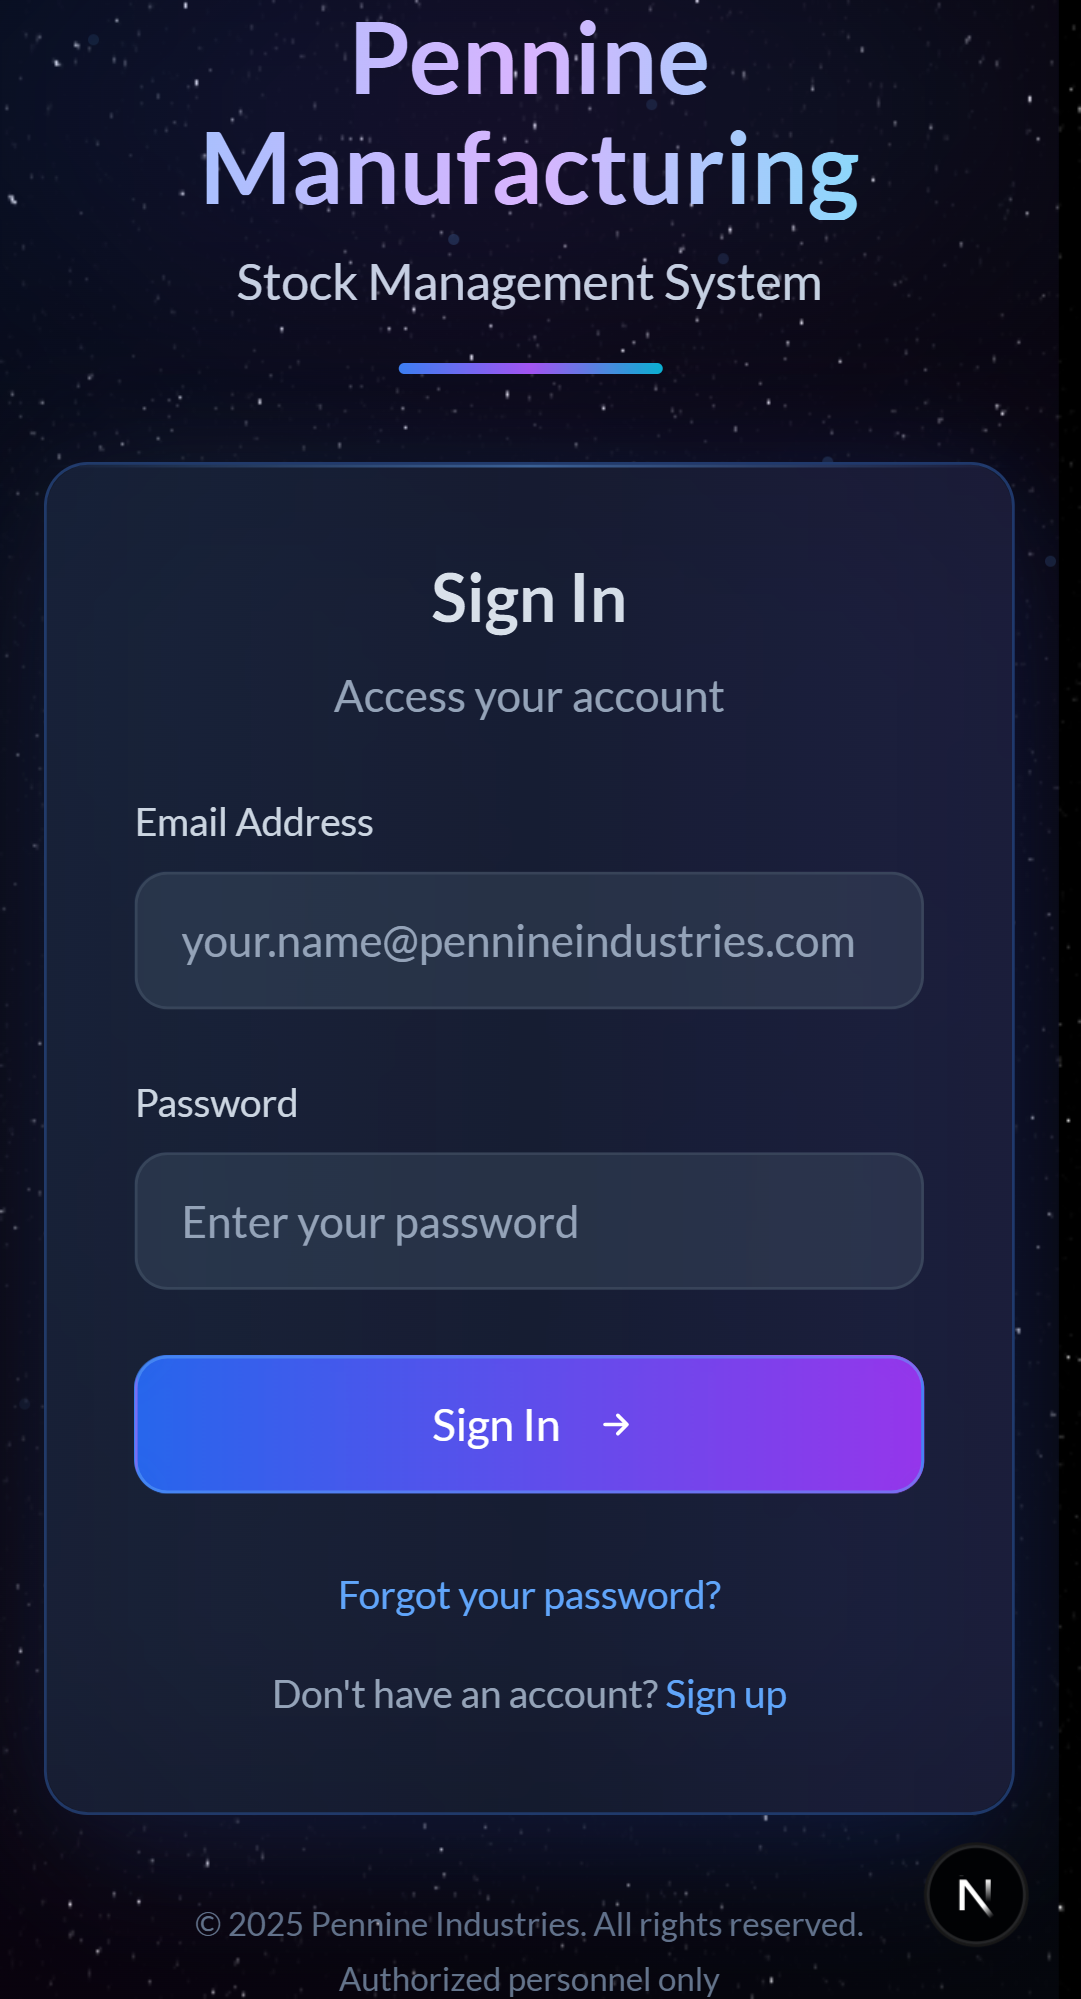 Pennine
Manufacturing
Stock Management System
Sign In
Access your account
Email Address
your.name@pennineindustries.com
Password
Enter your password
Sign In →
Forgot your password?
Don't have an account? Sign up
N
© 2025 Pennine Industries. All rights reserved.
Authorized personnel only